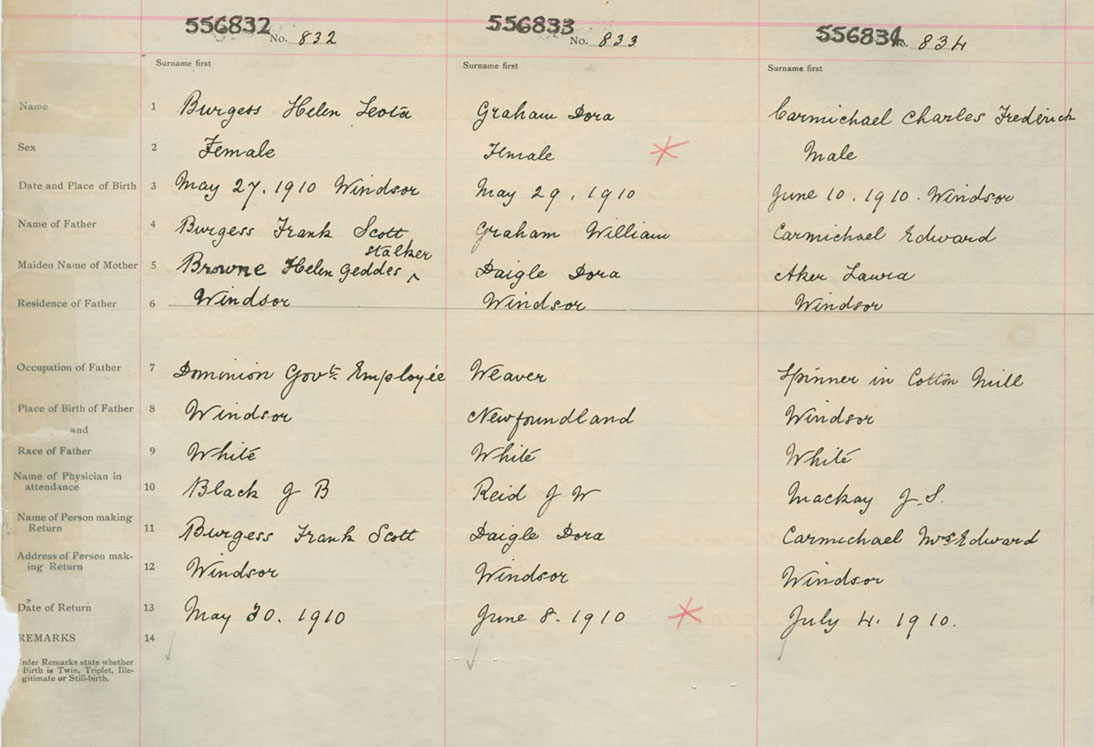 556832 No. 832
556833 No. 833
556834 No. 834
Surname first
Surname first
Surname first
Name 1 Burgess Helen Leota
Graham Dora
Carmichael Charles Frederick
Sex 2 Female
Female
Male
Date and Place of Birth 3 May 27, 1910 Windsor
May 29, 1910
June 10, 1910. Windsor
Name of Father 4 Burgess Frank Scott
Graham William
Carmichael Edward
Stalker
Maiden Name of Mother 5 Browne Helen Geddes ^
Daigle Dora
Aker Laura
Residence of Father 6 Windsor
Windsor
Windsor
Occupation of Father 7 Dominion Govt. Employée
Weaver
Spinner in Cotton Mill
Place of Birth of Father 8 Windsor
Newfoundland
Windsor
and
Race of Father 9 White
White
White
Name of Physician in
attendance 10 Black J B
Reid J W
Mackay J. S.
Name of Person making
Return 11 Burgess Frank Scott
Daigle Dora
Carmichael Mrs Edward
Address of Person mak-
ing Return 12 Windsor
Windsor
Windsor
Date of Return 13 May 30. 1910
June 8. 1910
July 4. 1910.
REMARKS 14
Under Remarks state whether
Birth is Twin, Triplet, Ille-
gitimate or Still-birth.